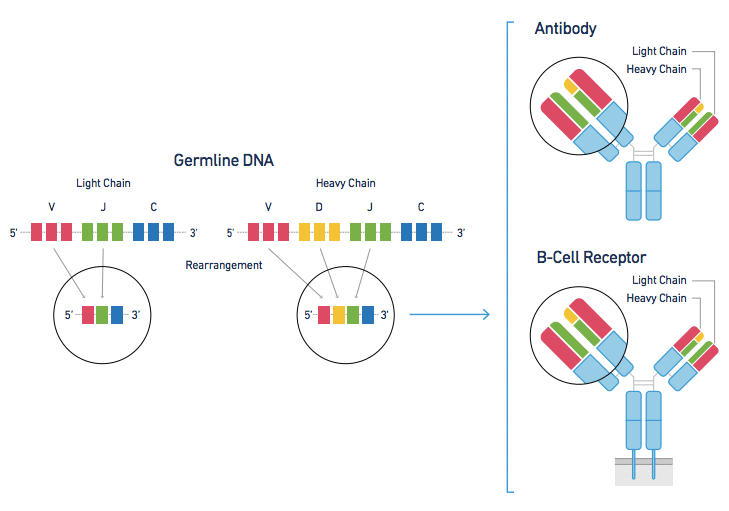 Antibody
Light Chain
Heavy Chain
Germline DNA
Light Chain
Heavy Chain
V J C
V D J C
5' 3'
5' 3'
Rearrangement
5' 3'
5' 3'
B-Cell Receptor
Light Chain
Heavy Chain